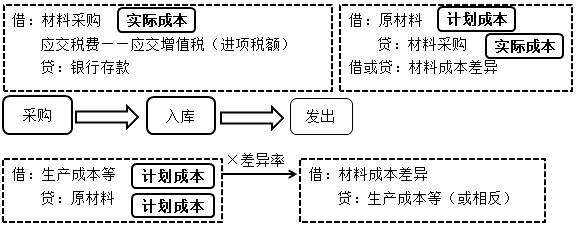 借：材料采购 实际成本
应交税费——应交增值税（进项税额）
贷：银行存款
借：原材料 计划成本
贷：材料采购 实际成本
借或贷：材料成本差异
采购 入库 发出
借：生产成本等 计划成本
贷：原材料 计划成本
×差异率
借：材料成本差异
贷：生产成本等（或相反）